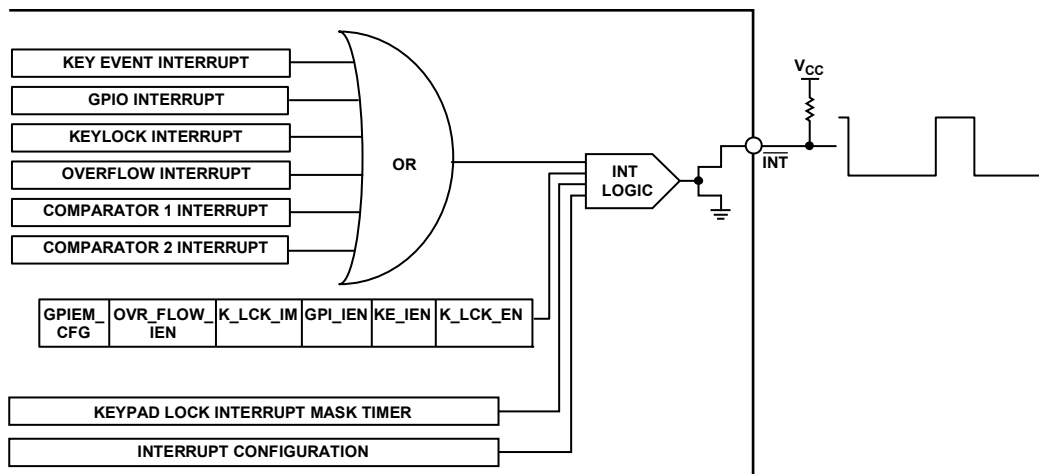 KEY EVENT INTERRUPT
GPIO INTERRUPT
KEYLOCK INTERRUPT
OVERFLOW INTERRUPT
COMPARATOR 1 INTERRUPT
COMPARATOR 2 INTERRUPT
OR
INT
LOGIC
VCC
INT
GPIEM_
CFG
OVR_FLOW_
IEN
K_LCK_IM
GPI_IEN
KE_IEN
K_LCK_EN
KEYPAD LOCK INTERRUPT MASK TIMER
INTERRUPT CONFIGURATION